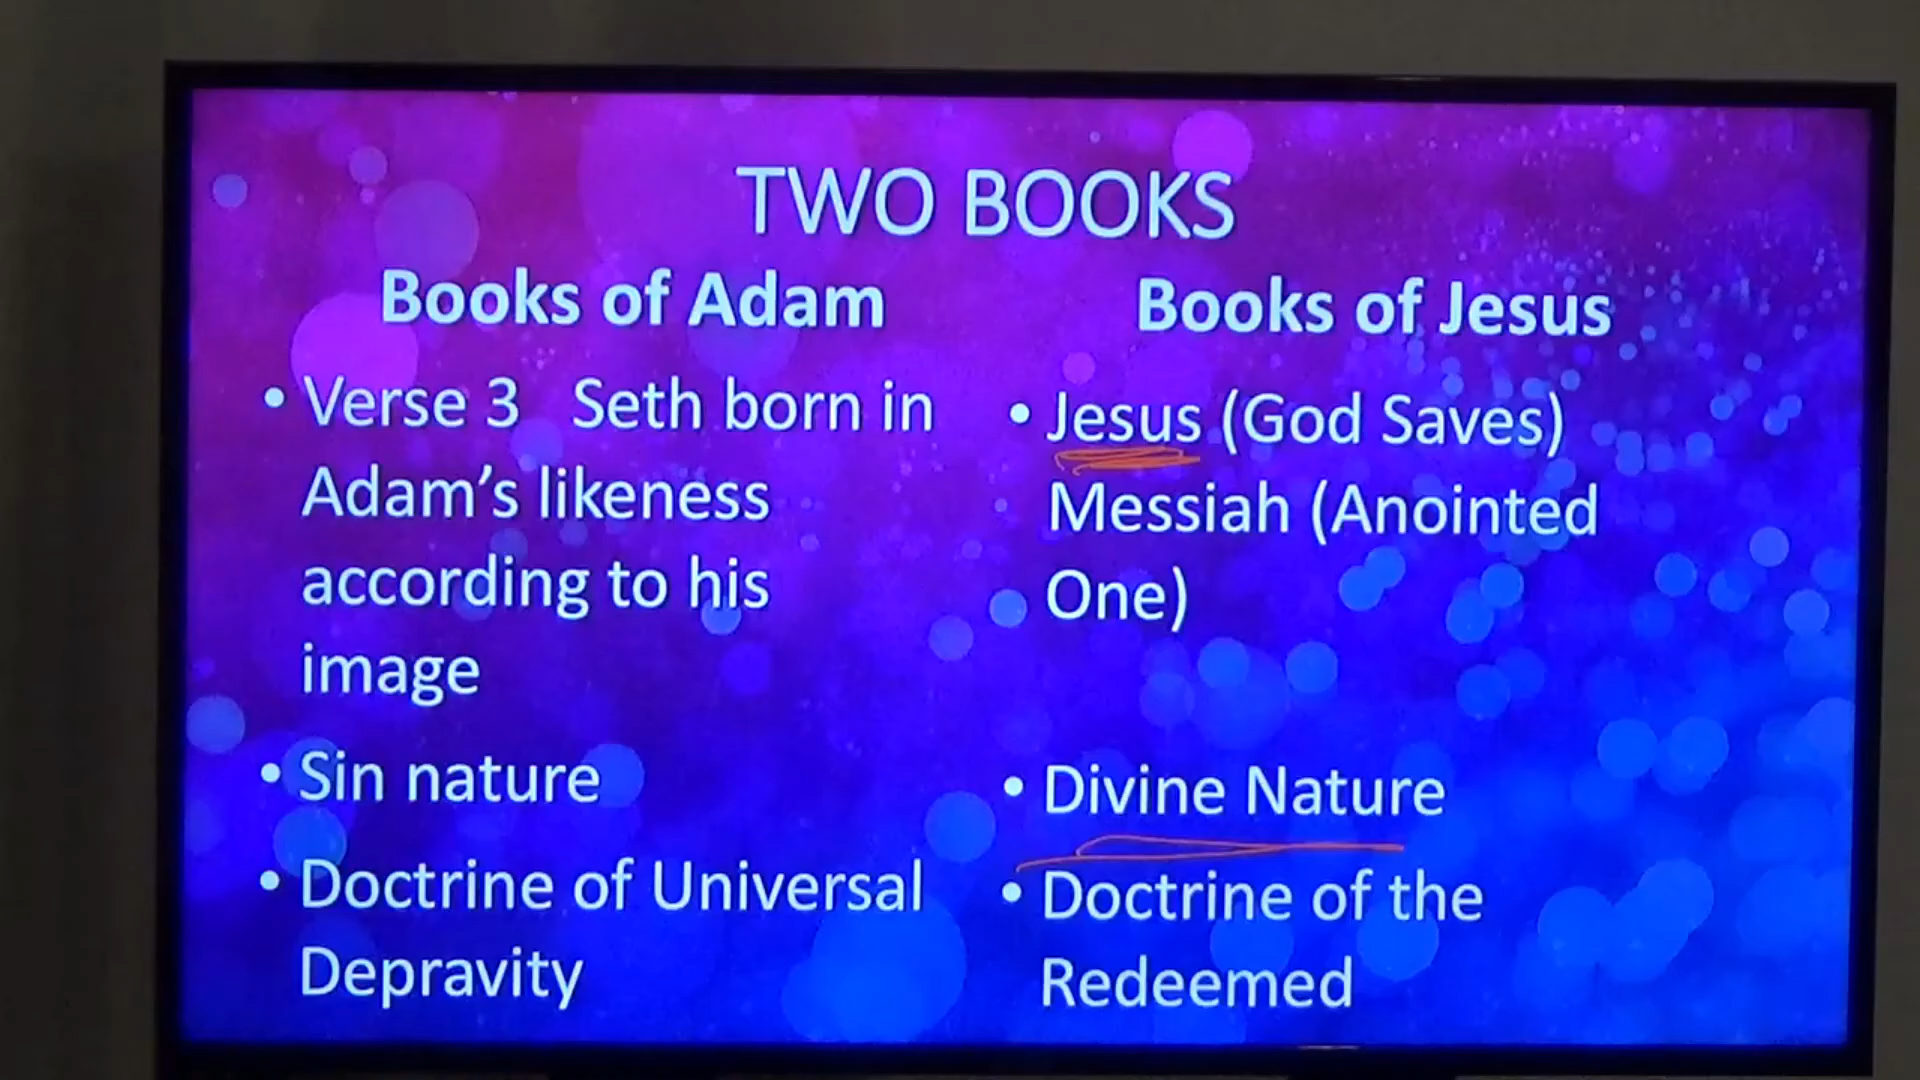 TWO BOOKS
Books of Adam
• Verse 3 Seth born in
Adam's likeness
according to his
image
• Sin nature
• Doctrine of Universal
Depravity
Books of Jesus
• Jesus (God Saves)
Messiah (Anointed
One)
• Divine Nature
• Doctrine of the
Redeemed